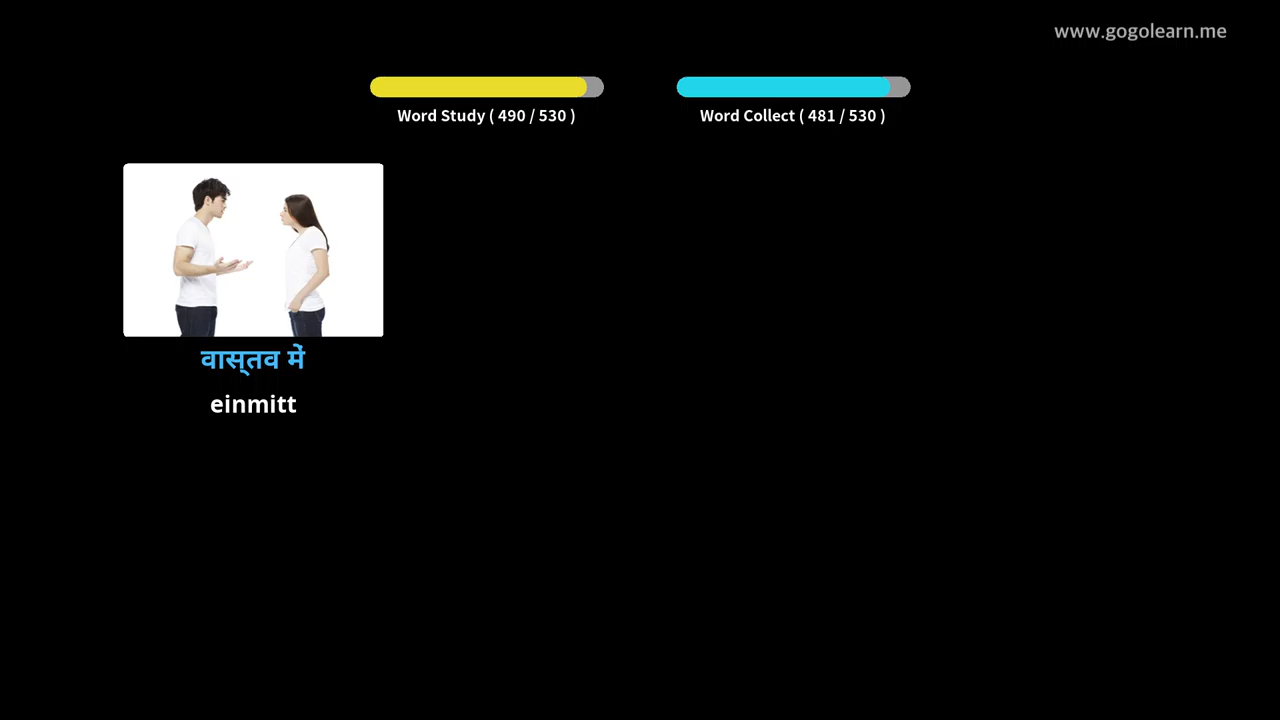 www.gogolearn.me
Word Study ( 490 / 530 )
Word Collect ( 481 / 530 )
वास्तव में
einmitt